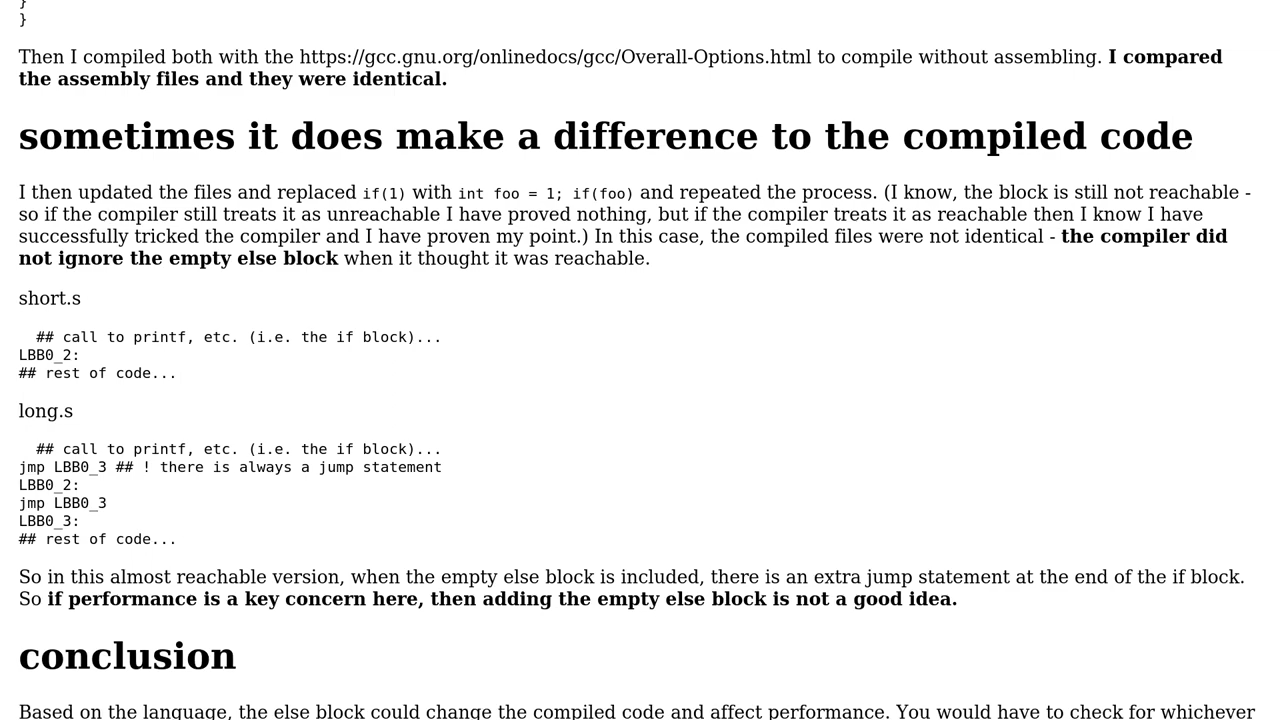 }
}
Then I compiled both with the https://gcc.gnu.org/onlinedocs/gcc/Overall-Options.html to compile without assembling. I compared
the assembly files and they were identical.
sometimes it does make a difference to the compiled code
I then updated the files and replaced if(1) with int foo = 1; if(foo) and repeated the process. (I know, the block is still not reachable -
so if the compiler still treats it as unreachable I have proved nothing, but if the compiler treats it as reachable then I know I have
successfully tricked the compiler and I have proven my point.) In this case, the compiled files were not identical - the compiler did
not ignore the empty else block when it thought it was reachable.
short.s
## call to printf, etc. (i.e. the if block)...
LBB0_2:
## rest of code...
long.s
## call to printf, etc. (i.e. the if block)...
jmp LBB0_3 ## ! there is always a jump statement
LBB0_2:
jmp LBB0_3
LBB0_3:
## rest of code...
So in this almost reachable version, when the empty else block is included, there is an extra jump statement at the end of the if block.
So if performance is a key concern here, then adding the empty else block is not a good idea.
conclusion
Based on the language, the else block could change the compiled code and affect performance. You would have to check for whichever